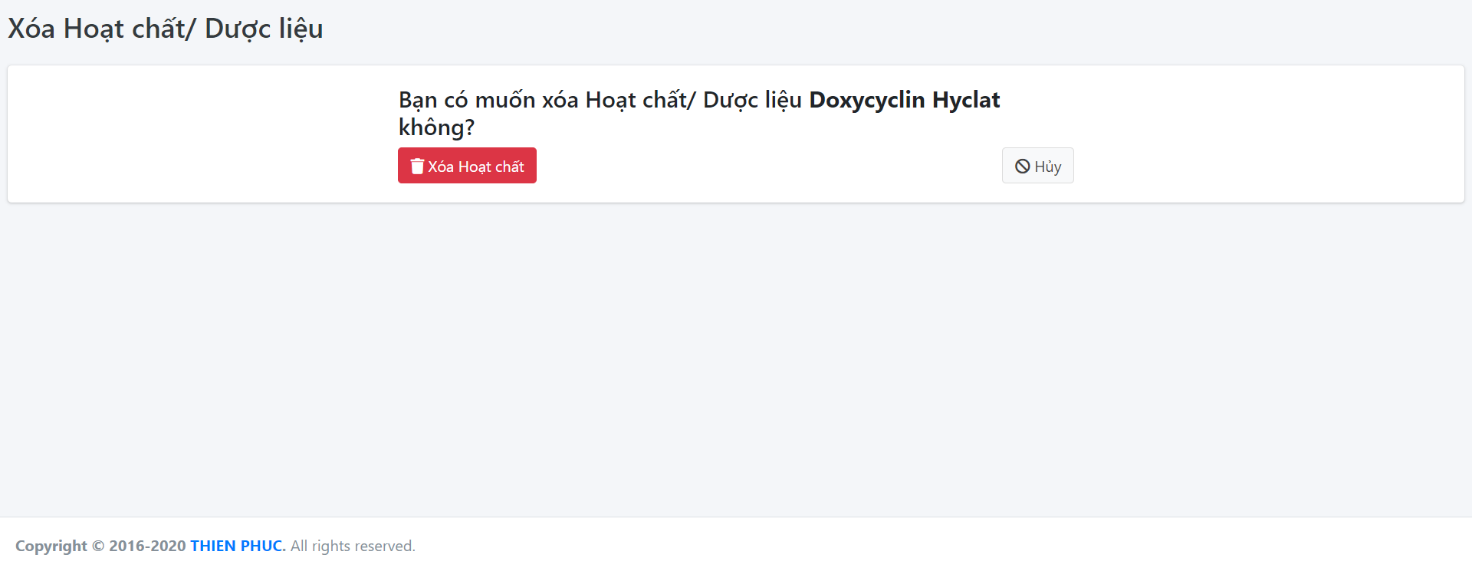 Xóa Hoạt chất/ Dược liệu
Bạn có muốn xóa Hoạt chất/ Dược liệu Doxycyclin Hyclat
không?
Xóa Hoạt chất
Hủy
Copyright © 2016-2020 THIEN PHUC. All rights reserved.